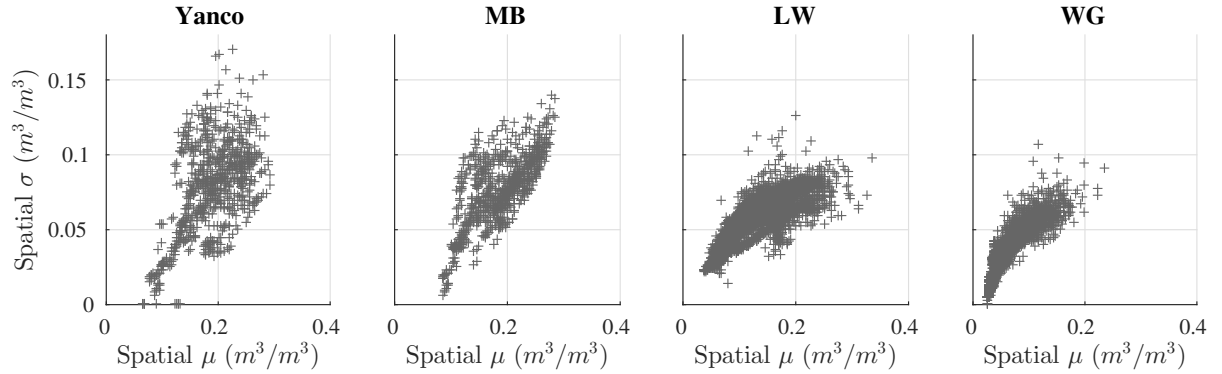 Yanco MB LW WG
Spatial σ (m³/m³)
0.15
0.1
0.05
0
0 0.2 0.4 0 0.2 0.4 0 0.2 0.4 0 0.2 0.4
Spatial μ (m³/m³) Spatial μ (m³/m³) Spatial μ (m³/m³) Spatial μ (m³/m³)